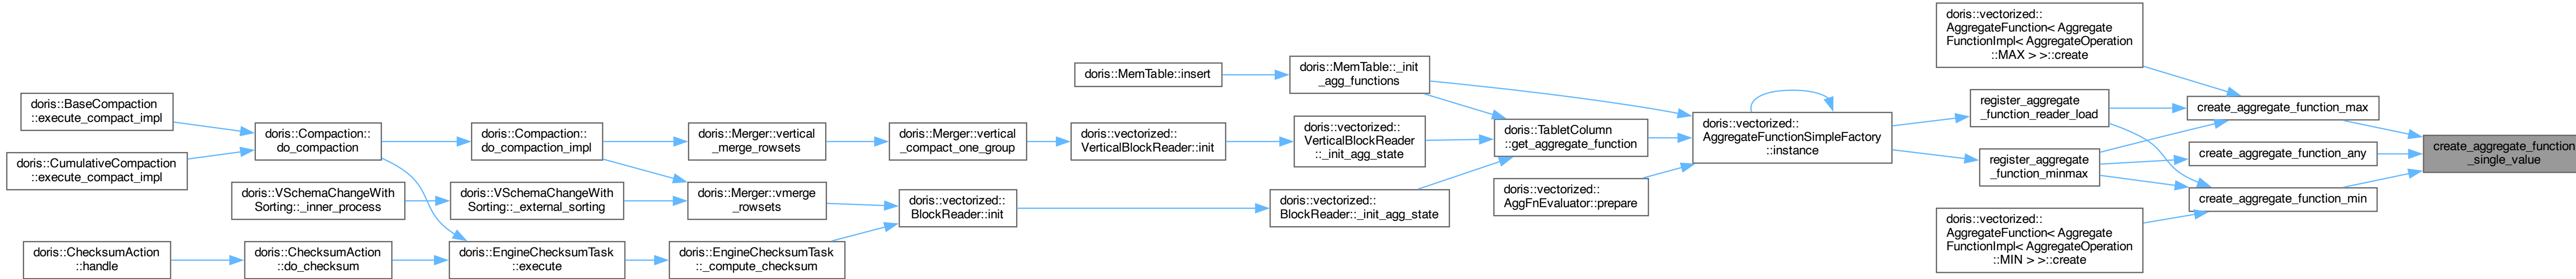 doris::BaseCompaction
::execute_compact_impl
doris::CumulativeCompaction
::execute_compact_impl
doris::ChecksumAction
::handle
doris::Compaction::
do_compaction
doris::VSchemaChangeWith
Sorting::_inner_process
doris::ChecksumAction
::do_checksum
doris::Compaction::
do_compaction_impl
doris::VSchemaChangeWith
Sorting::_external_sorting
doris::EngineChecksumTask
::execute
doris::Merger::vertical
_merge_rowsets
doris::Merger::vmerge
_rowsets
doris::EngineChecksumTask
::_compute_checksum
doris::Merger::vertical
_compact_one_group
doris::vectorized::
BlockReader::init
doris::MemTable::insert
doris::vectorized::
VerticalBlockReader::init
doris::MemTable::_init
_agg_functions
doris::vectorized::
VerticalBlockReader
::_init_agg_state
doris::vectorized::
BlockReader::_init_agg_state
doris::TabletColumn
::get_aggregate_function
doris::vectorized::
AggFnEvaluator::prepare
doris::vectorized::
AggregateFunctionSimpleFactory
::instance
doris::vectorized::
AggregateFunction< Aggregate
FunctionImpl< AggregateOperation
::MAX > >::create
register_aggregate
_function_reader_load
register_aggregate
_function_minmax
doris::vectorized::
AggregateFunction< Aggregate
FunctionImpl< AggregateOperation
::MIN > >::create
create_aggregate_function_max
create_aggregate_function_any
create_aggregate_function_min
create_aggregate_function
_single_value